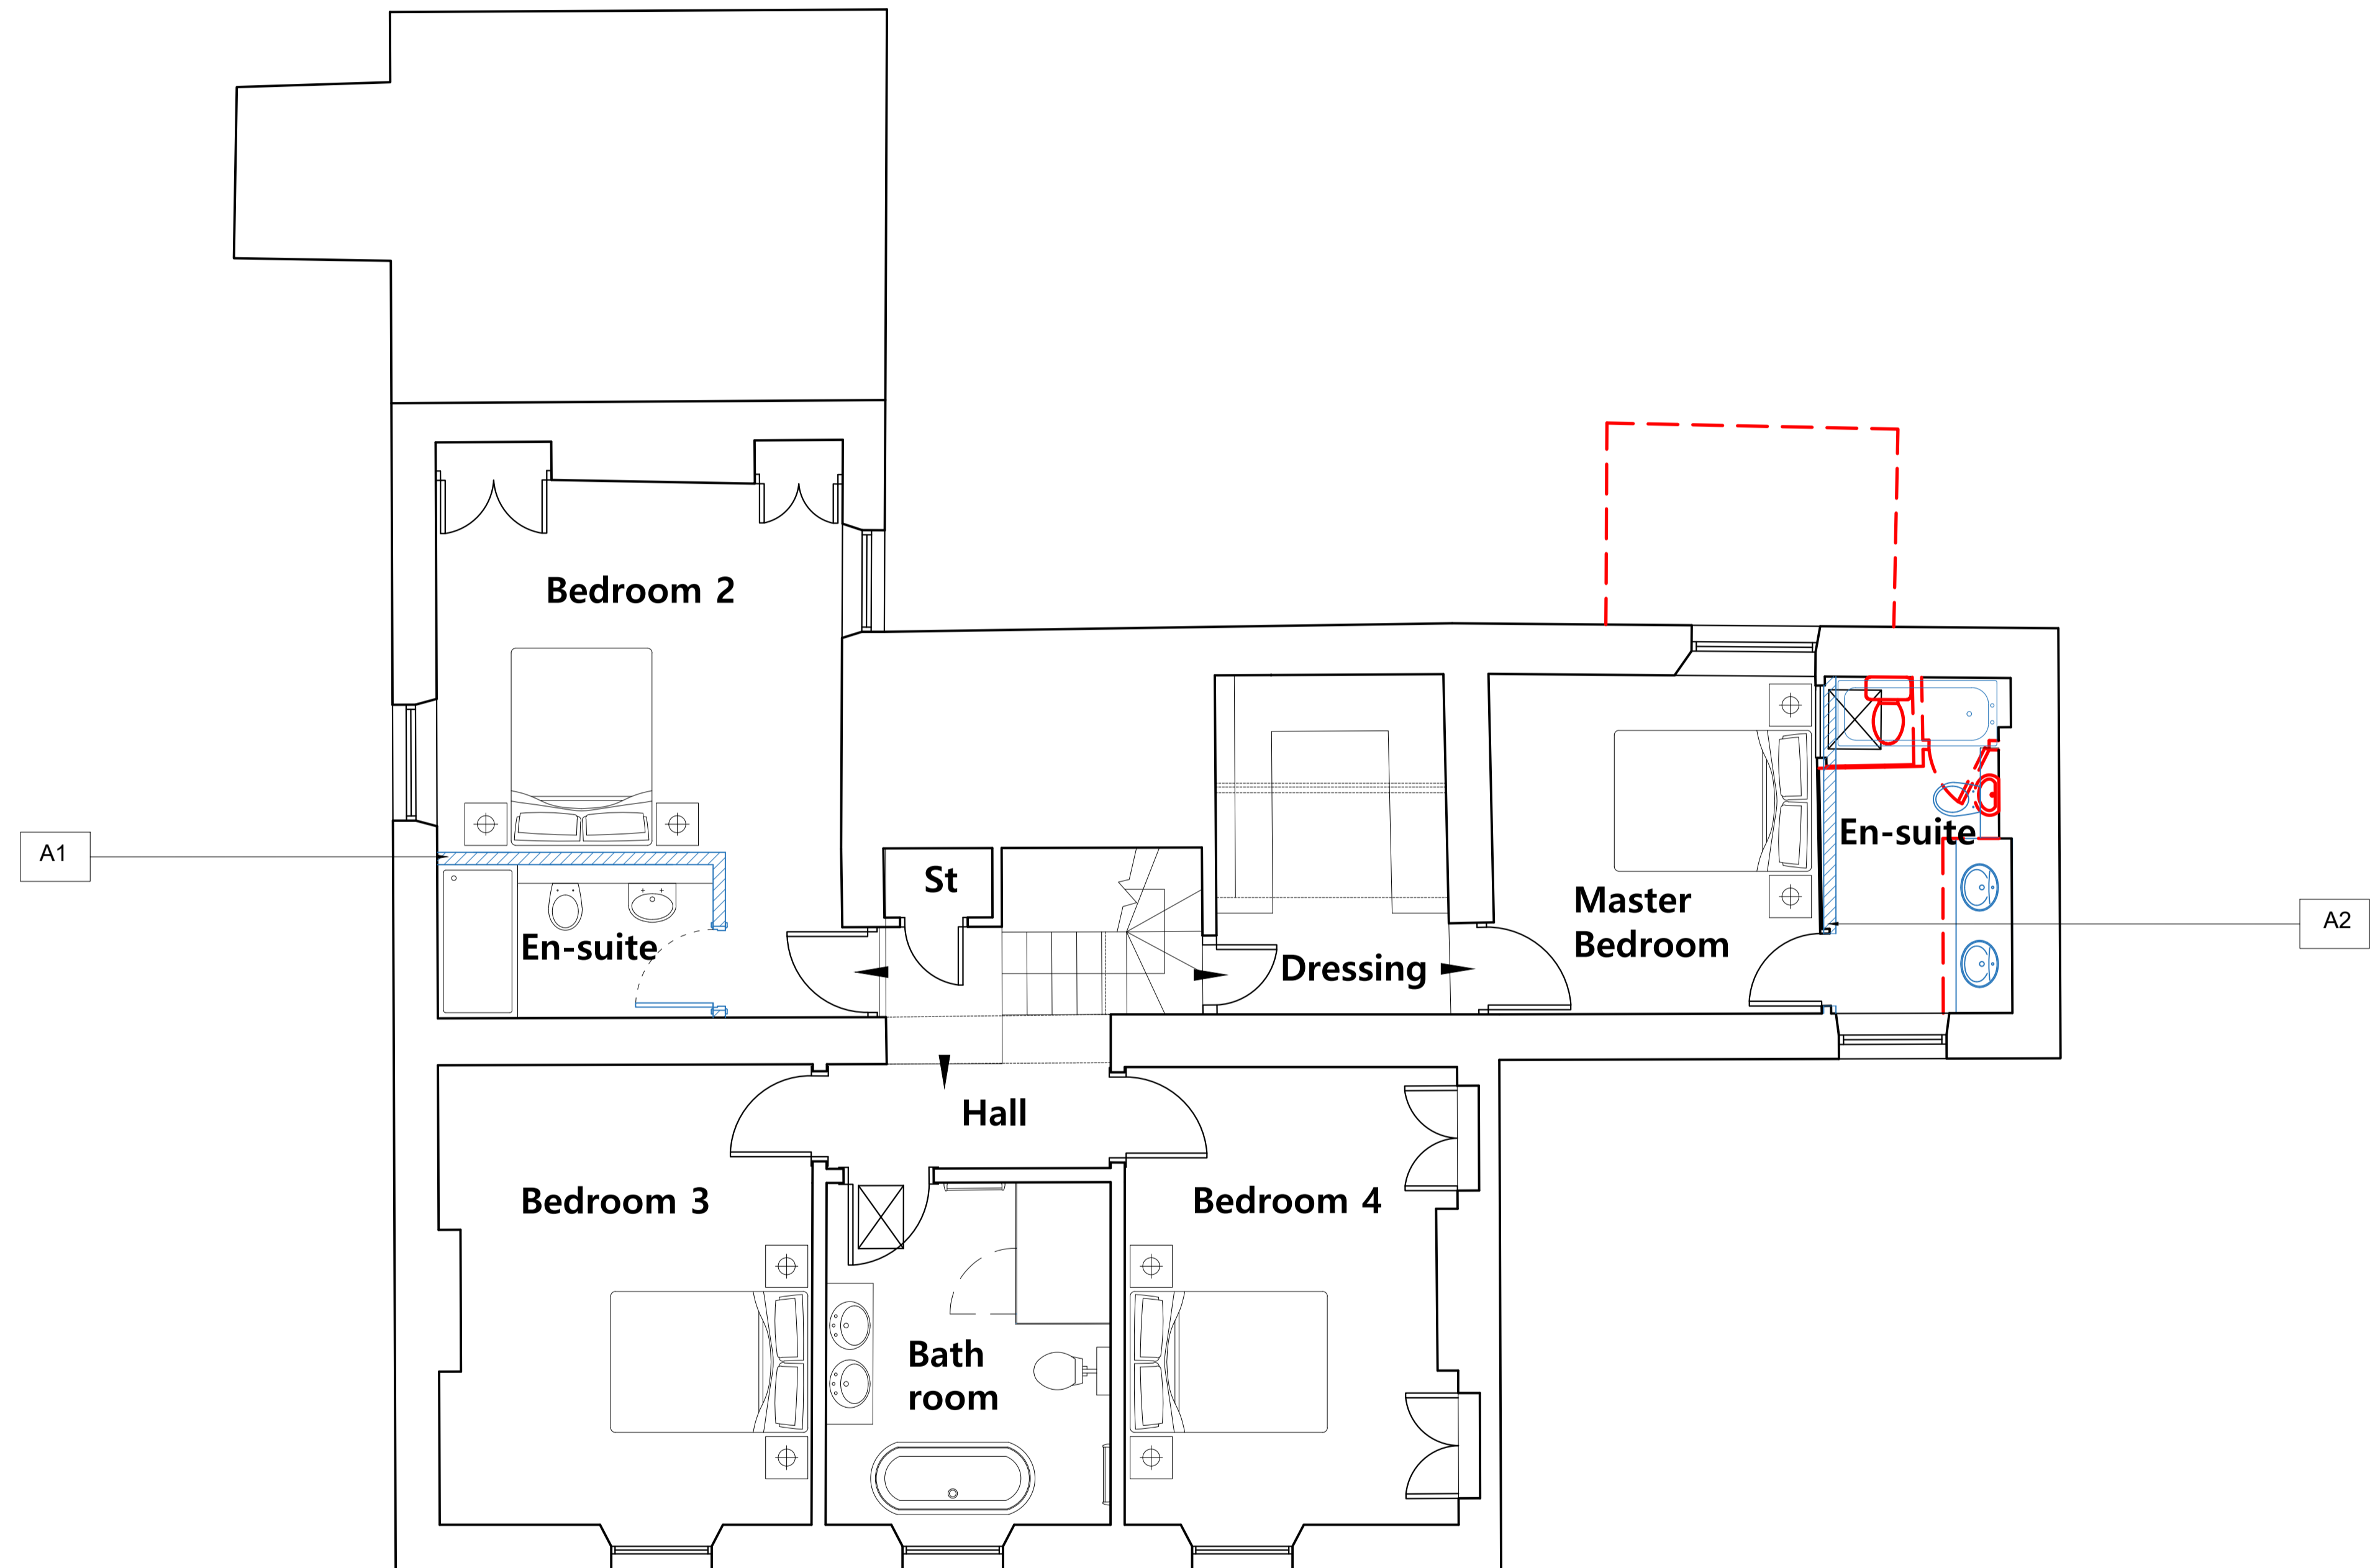 Bedroom 2
En-suite
A1
St
Master
Bedroom
A2
En-suite
Dressing
Hall
Bedroom 3
Bedroom 4
Bath
room